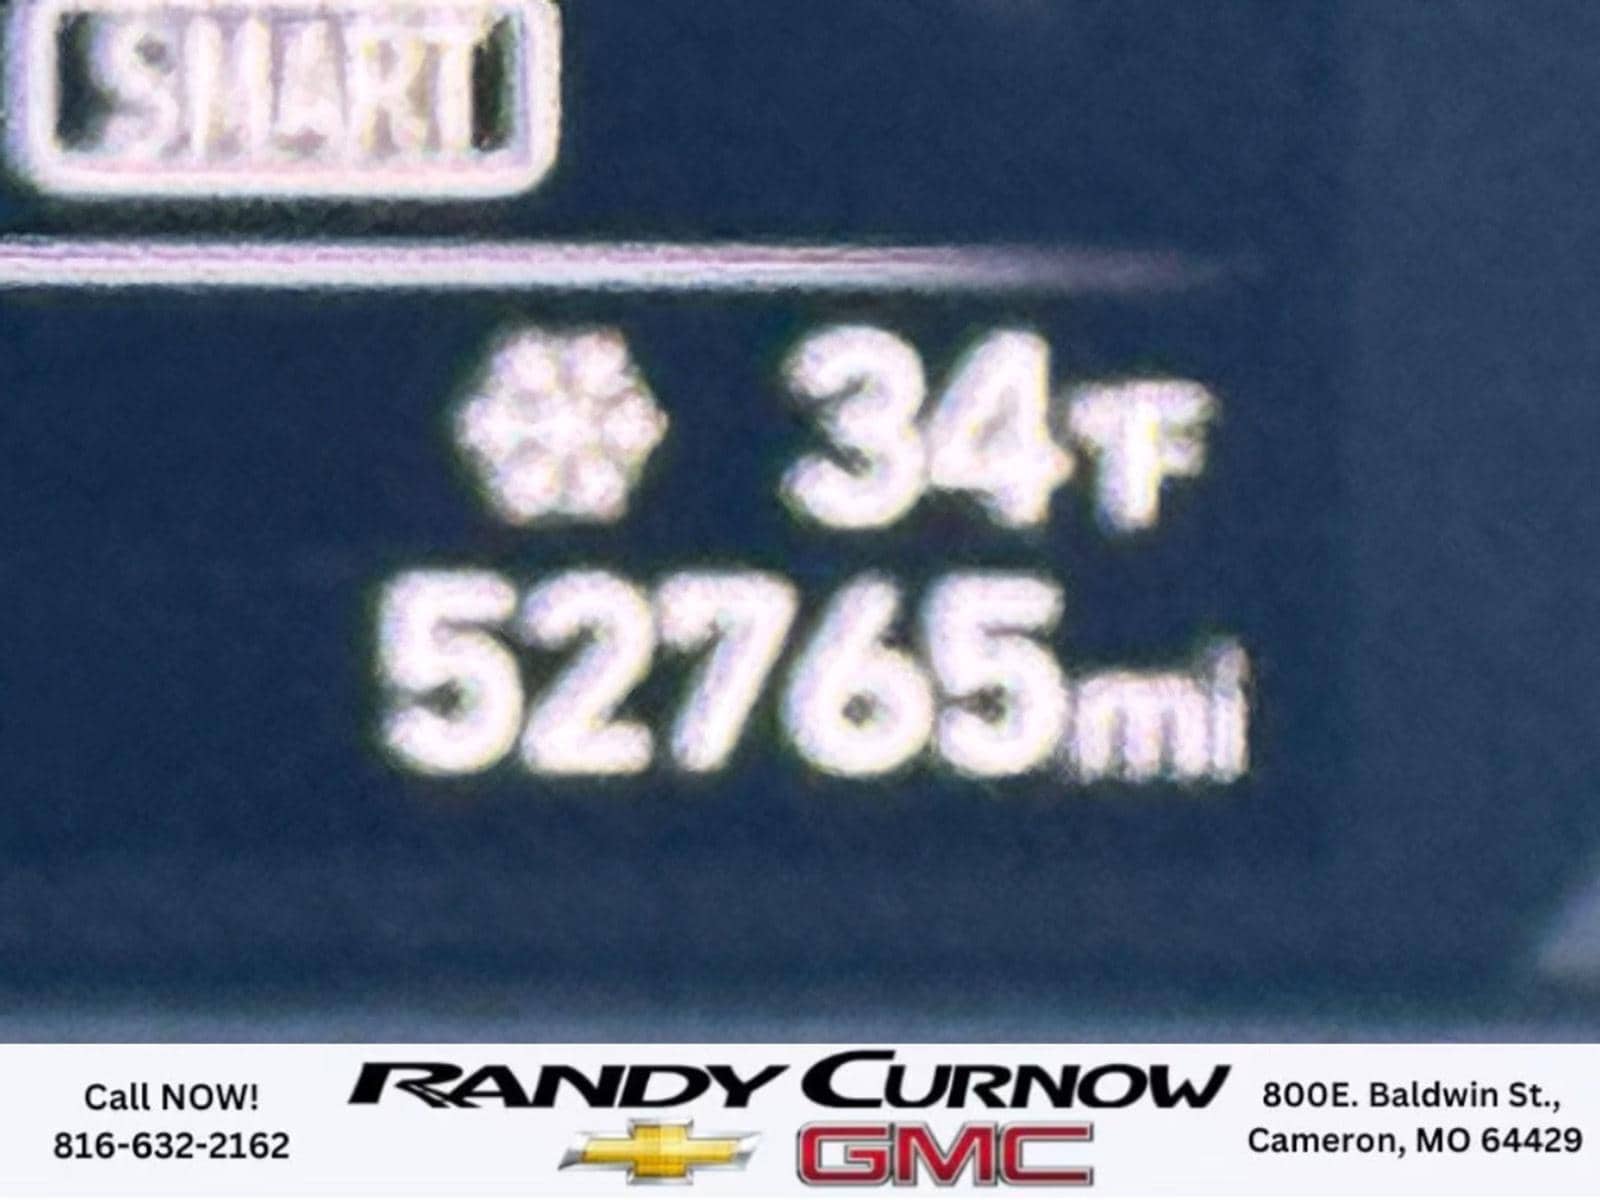 SMART
34°F
52765mi
Call NOW!
816-632-2162
RANDY CURNOW
GMC
800E. Baldwin St.,
Cameron, MO 64429